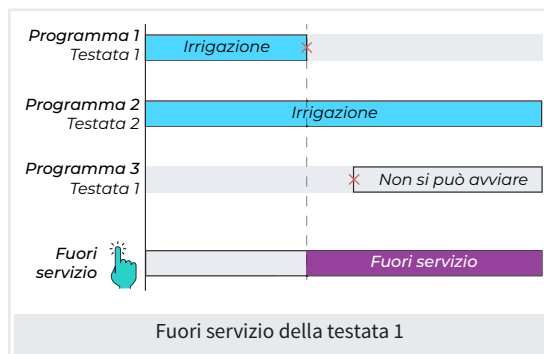 Programma 1
Testata 1
Irrigazione
Programma 2
Testata 2
Irrigazione
Programma 3
Testata 1
Non si può avviare
Fuori
servizio
Fuori servizio
Fuori servizio della testata 1